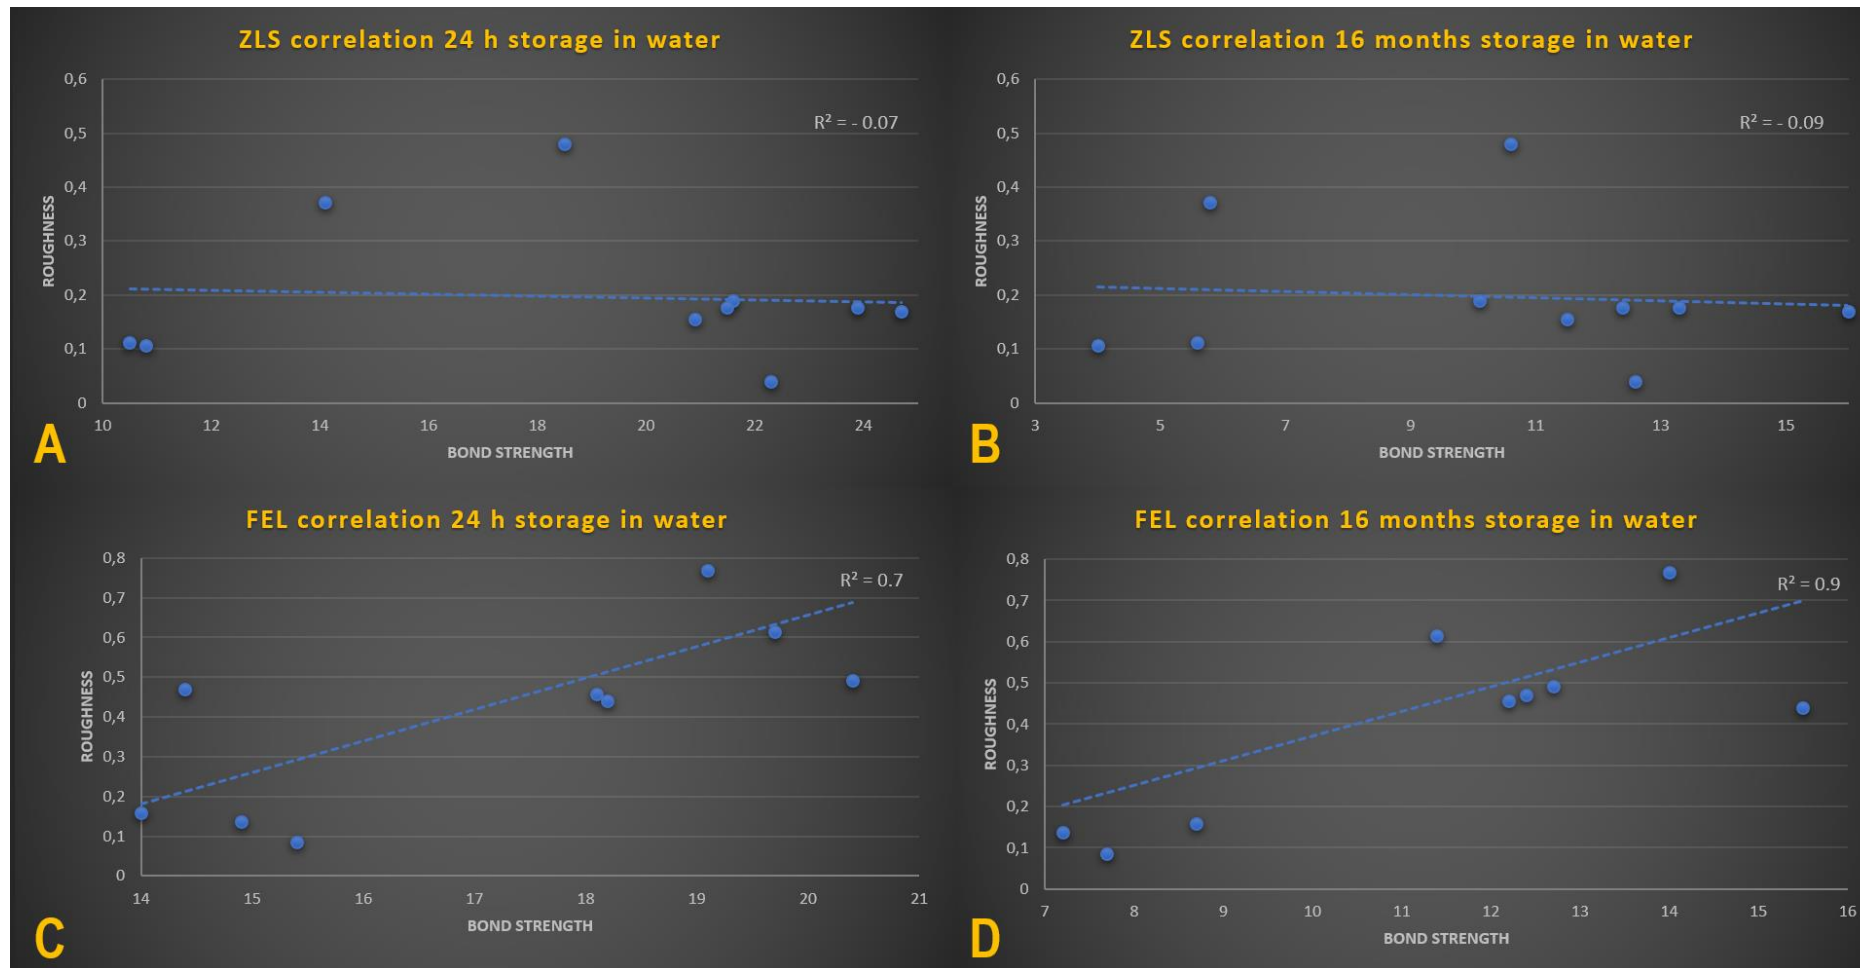 ZLS correlation 24 h storage in water
0,6
0,5
0,4
0,3
0,2
0,1
0
ROUGHNESS
R² = - 0.07
10 12 14 16 18 20 22 24
BOND STRENGTH
A
ZLS correlation 16 months storage in water
0,6
0,5
0,4
0,3
0,2
0,1
0
ROUGHNESS
R² = - 0.09
3 5 7 9 11 13 15
BOND STRENGTH
B
FEL correlation 24 h storage in water
0,8
0,7
0,6
0,5
0,4
0,3
0,2
0,1
0
ROUGHNESS
R² = 0.7
14 15 16 17 18 19 20 21
BOND STRENGTH
C
FEL correlation 16 months storage in water
0,8
0,7
0,6
0,5
0,4
0,3
0,2
0,1
0
ROUGHNESS
R² = 0.9
7 8 9 10 11 12 13 14 15 16
BOND STRENGTH
D